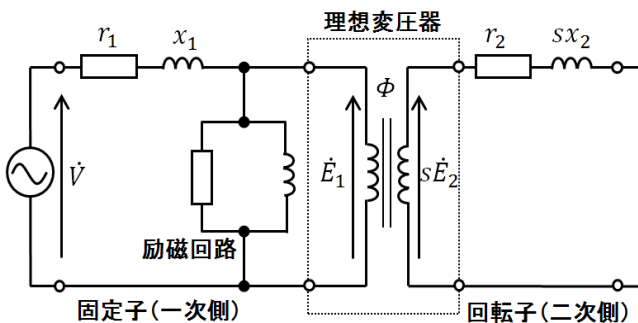 理想変圧器
r₁
x₁
r₂
sx₂
Φ
V̇
Ė₁
sĖ₂
励磁回路
固定子(一次側)
回転子(二次側)